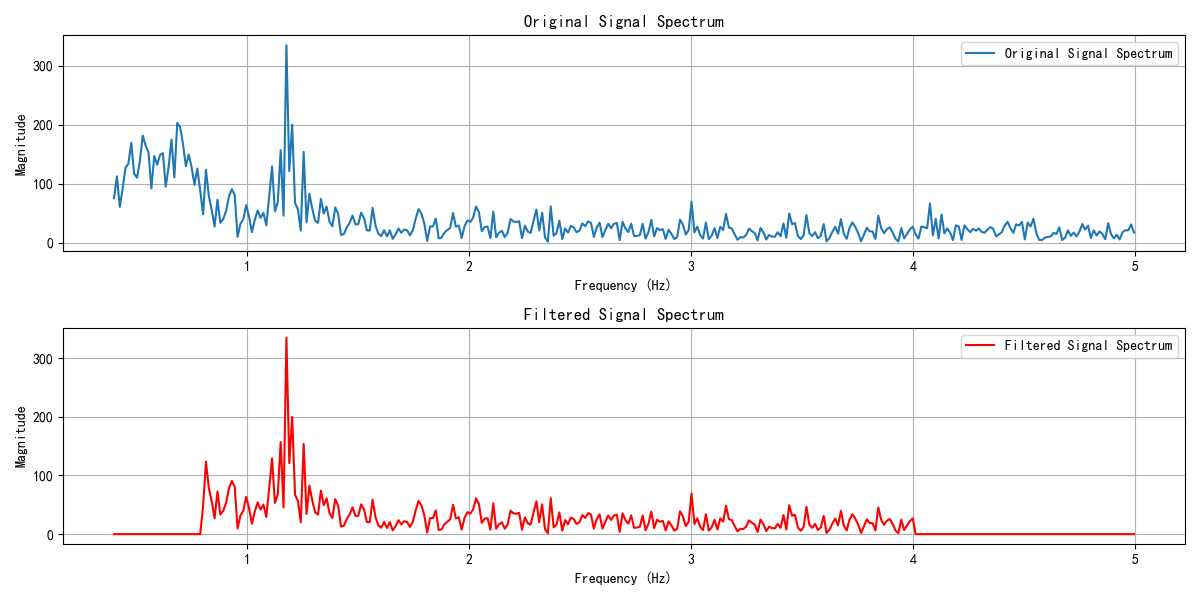 Original Signal Spectrum
Original Signal Spectrum
Magnitude
300
200
100
0
1
2
3
4
5
Frequency (Hz)
Filtered Signal Spectrum
Filtered Signal Spectrum
Magnitude
300
200
100
0
1
2
3
4
5
Frequency (Hz)